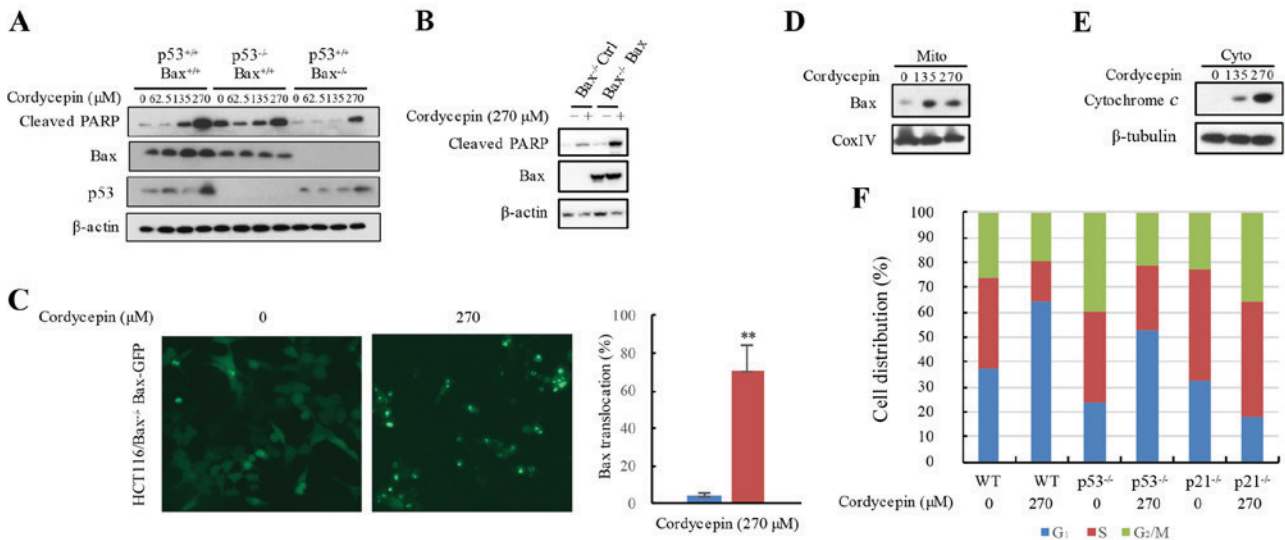 A
p53+/+ p53-/- p53+/+
Bax+/+ Bax+/+ Bax-/-
Cordycepin (μM) 0 62.5 135 270 0 62.5 135 270 0 62.5 135 270
Cleaved PARP
Bax
p53
β-actin
B
Bax-/- Ctrl
Bax-/- Bax
Cordycepin (270 μM) − + − +
Cleaved PARP
Bax
β-actin
D
Mito
Cordycepin 0 135 270
Bax
CoxIV
E
Cyto
Cordycepin 0 135 270
Cytochrome c
β-tubulin
C
Cordycepin (μM) 0 270
HCT116/Bax-/- Bax-GFP
Bax translocation (%)
100
80
60
40
20
0
**
Cordycepin (270 μM)
F
Cell distribution (%)
100
90
80
70
60
50
40
30
20
10
0
WT WT p53-/- p53-/- p21-/- p21-/-
Cordycepin (μM) 0 270 0 270 0 270
G1 S G2/M